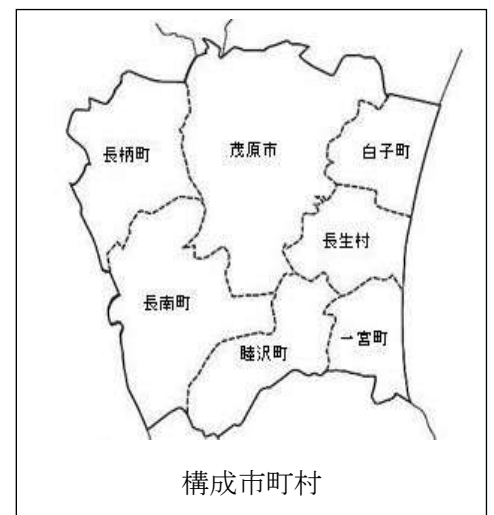 茂原市
長柄町
白子町
長生村
長南町
一宮町
睦沢町
構成市町村